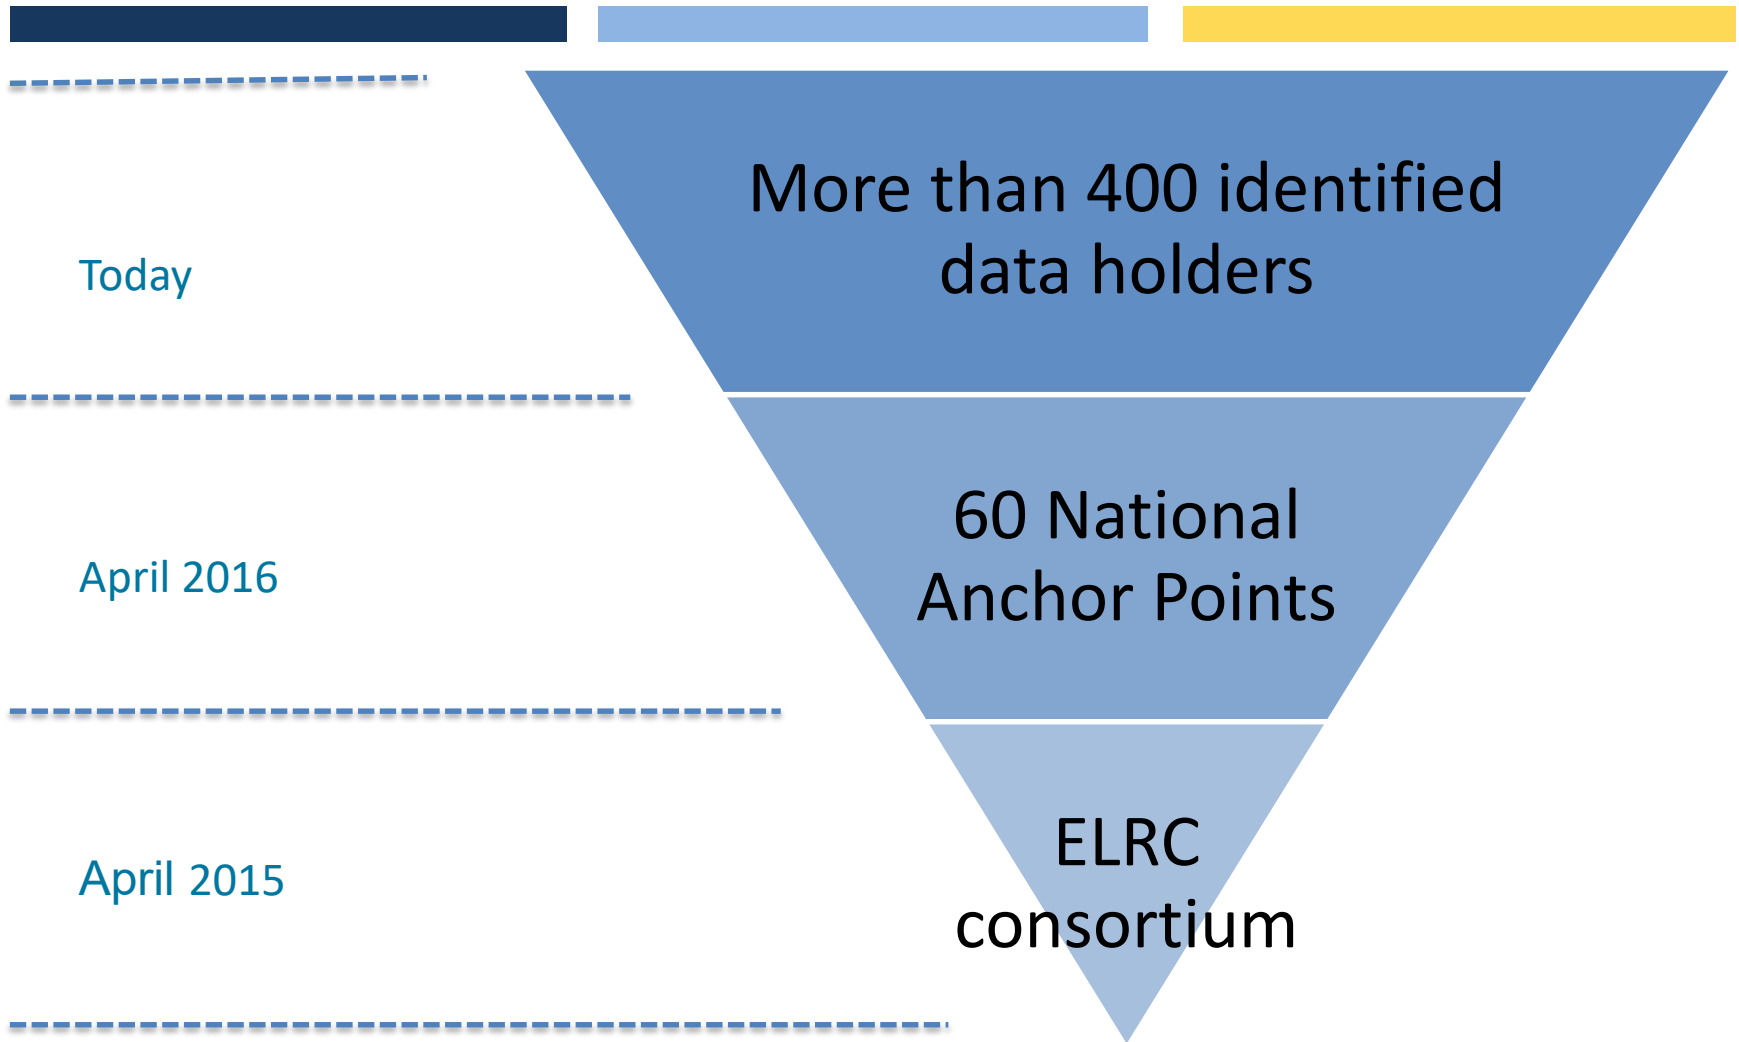 Today
More than 400 identified
data holders
April 2016
60 National
Anchor Points
April 2015
ELRC
consortium